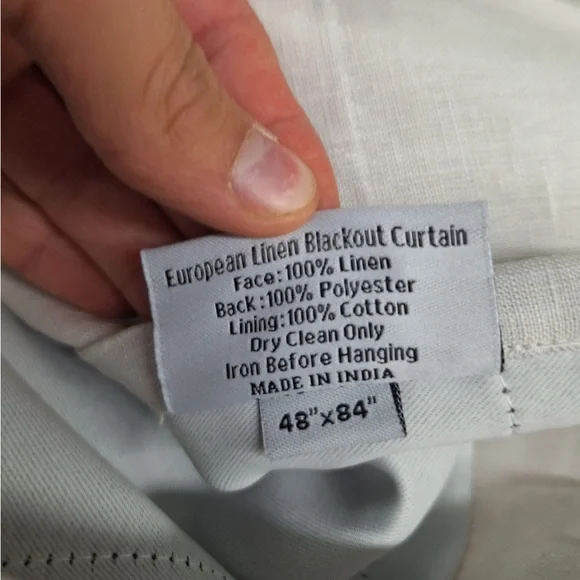 European Linen Blackout Curtain
Face:100% Linen
Back:100% Polyester
Lining:100% Cotton
Dry Clean Only
Iron Before Hanging
MADE IN INDIA
48"x84"